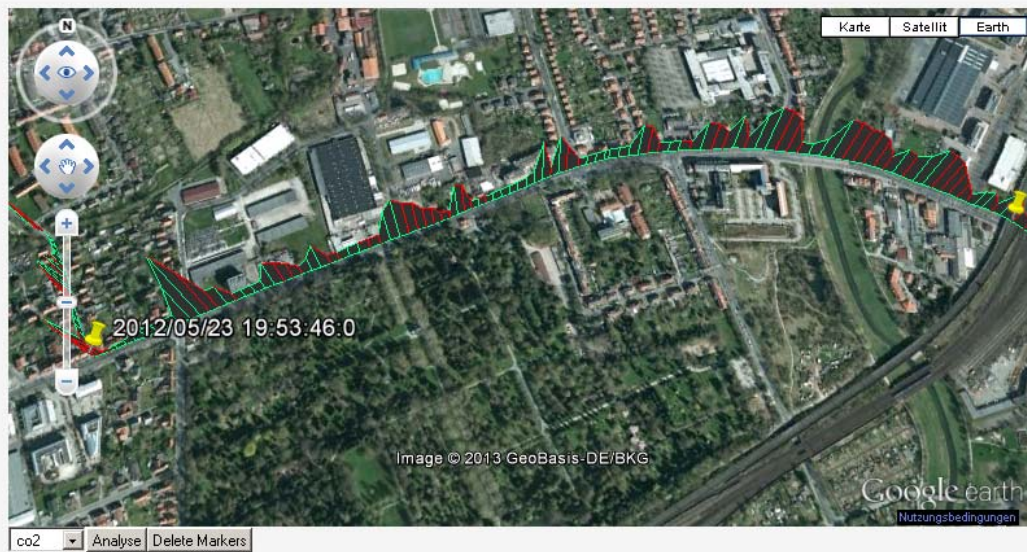 N
Karte Satellit Earth
2012/05/23 19:53:46:0
Image © 2013 GeoBasis-DE/BKG
Google earth
Nutzungsbedingungen
co2 Analyse Delete Markers